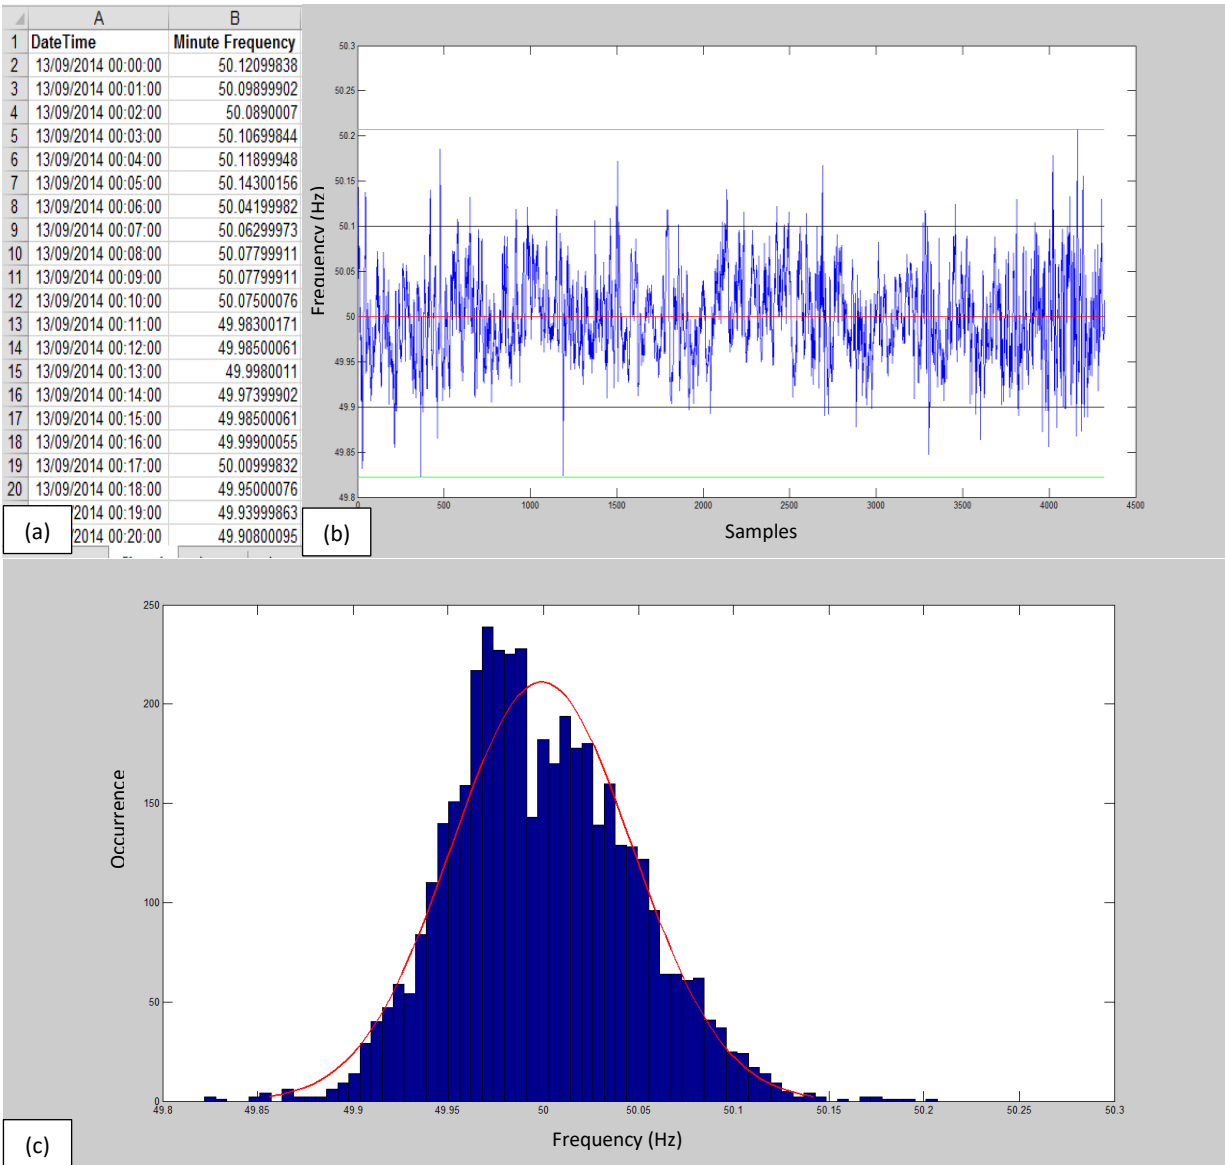 A B
1 DateTime Minute Frequency
2 13/09/2014 00:00:00 50.12099838
3 13/09/2014 00:01:00 50.09899902
4 13/09/2014 00:02:00 50.0890007
5 13/09/2014 00:03:00 50.10699844
6 13/09/2014 00:04:00 50.11899948
7 13/09/2014 00:05:00 50.14300156
8 13/09/2014 00:06:00 50.04199982
9 13/09/2014 00:07:00 50.06299973
10 13/09/2014 00:08:00 50.07799911
11 13/09/2014 00:09:00 50.07799911
12 13/09/2014 00:10:00 50.07500076
13 13/09/2014 00:11:00 49.98300171
14 13/09/2014 00:12:00 49.98500061
15 13/09/2014 00:13:00 49.9980011
16 13/09/2014 00:14:00 49.97399902
17 13/09/2014 00:15:00 49.98500061
18 13/09/2014 00:16:00 49.99900055
19 13/09/2014 00:17:00 50.00999832
20 13/09/2014 00:18:00 49.95000076
2014 00:19:00 49.93999863
2014 00:20:00 49.90800095
(a)
50.3
50.25
50.2
50.15
50.1
50.05
50
49.95
49.9
49.85
49.8
Frequency (Hz)
0 500 1000 1500 2000 2500 3000 3500 4000 4500
Samples
(b)
250
200
150
100
50
0
Occurrence
49.8 49.85 49.9 49.95 50 50.05 50.1 50.15 50.2 50.25 50.3
Frequency (Hz)
(c)